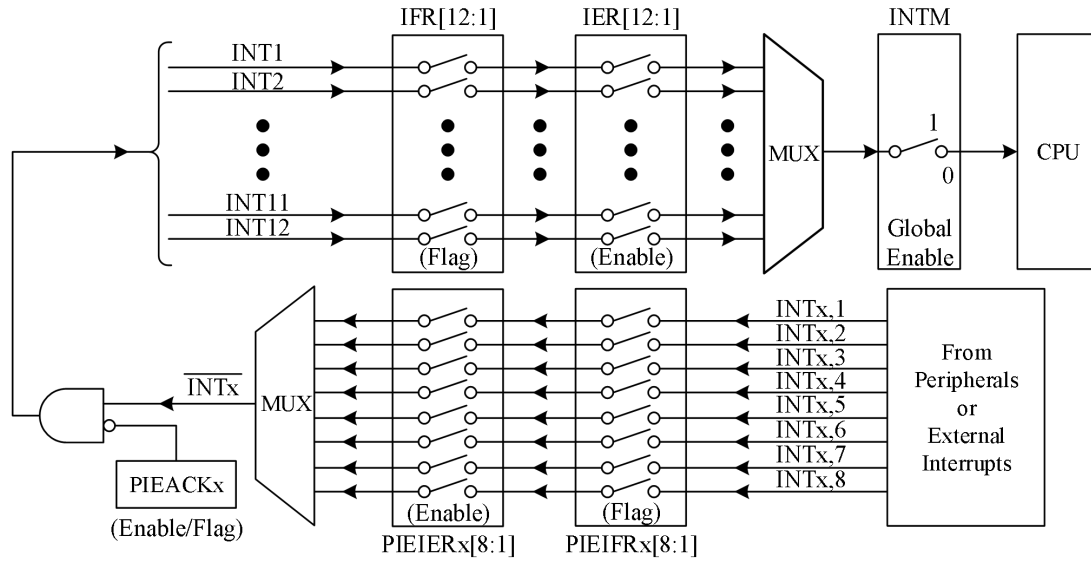 IFR[12:1]
IER[12:1]
INTM
INT1
INT2
INT11
INT12
(Flag)
(Enable)
MUX
1
0
Global
Enable
CPU
INTx
MUX
PIEACKx
(Enable/Flag)
(Enable)
PIEIERx[8:1]
(Flag)
PIEIFRx[8:1]
INTx,1
INTx,2
INTx,3
INTx,4
INTx,5
INTx,6
INTx,7
INTx,8
From
Peripherals
or
External
Interrupts